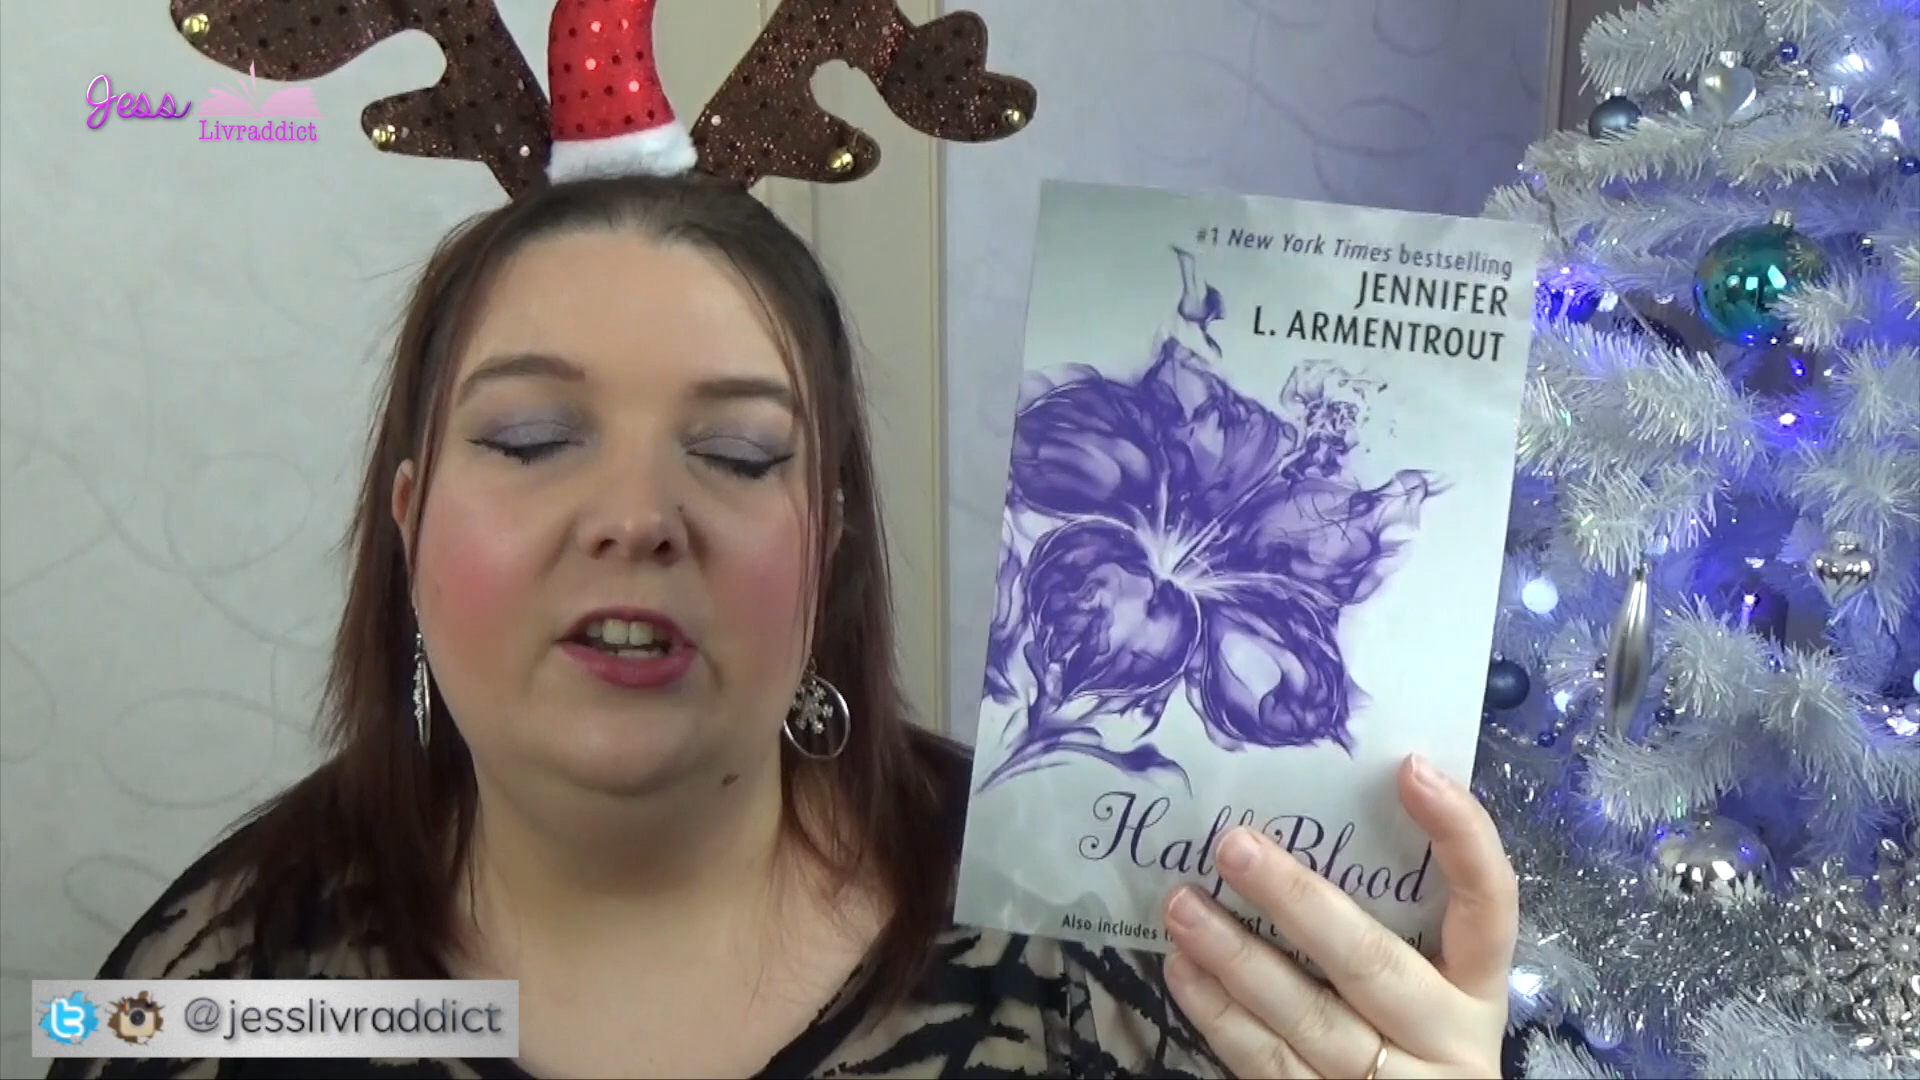 Jess
Livraddict
#1 New York Times bestselling
JENNIFER
L. ARMENTROUT
Half Blood
Also includes
@jesslivraddict